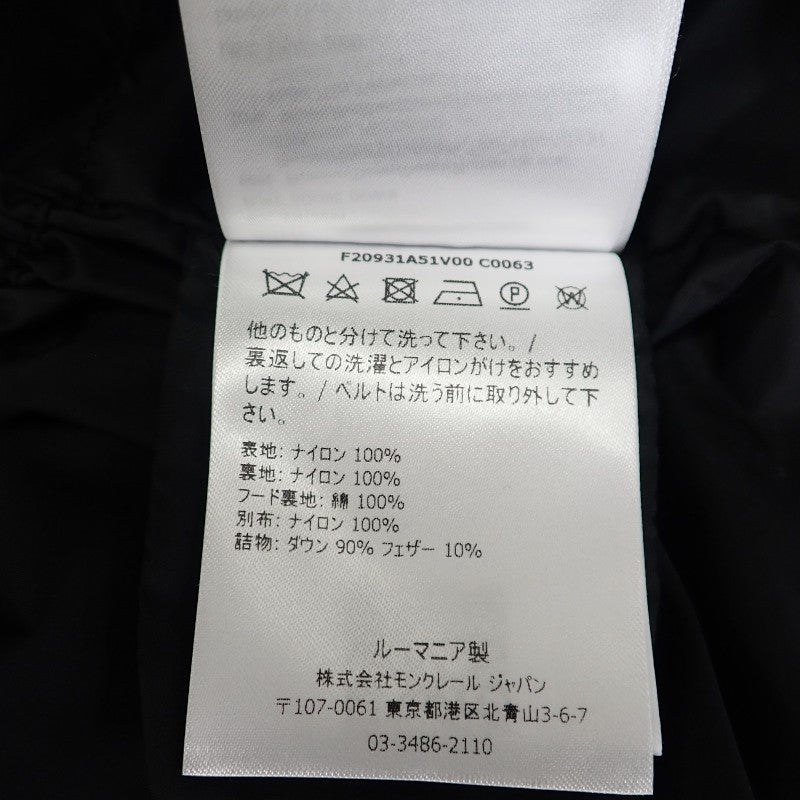 F20931A51V00 C0063
P
W
他のものと分けて洗って下さい。/
裏返しての洗濯とアイロンがけをおすすめ
します。/ ベルトは洗う前に取り外して下
さい。
表地: ナイロン 100%
裏地: ナイロン 100%
フード裏地: 綿 100%
別布: ナイロン 100%
詰物: ダウン 90% フェザー 10%
ルーマニア製
株式会社モンクレール ジャパン
〒107-0061 東京都港区北青山3-6-7
03-3486-2110